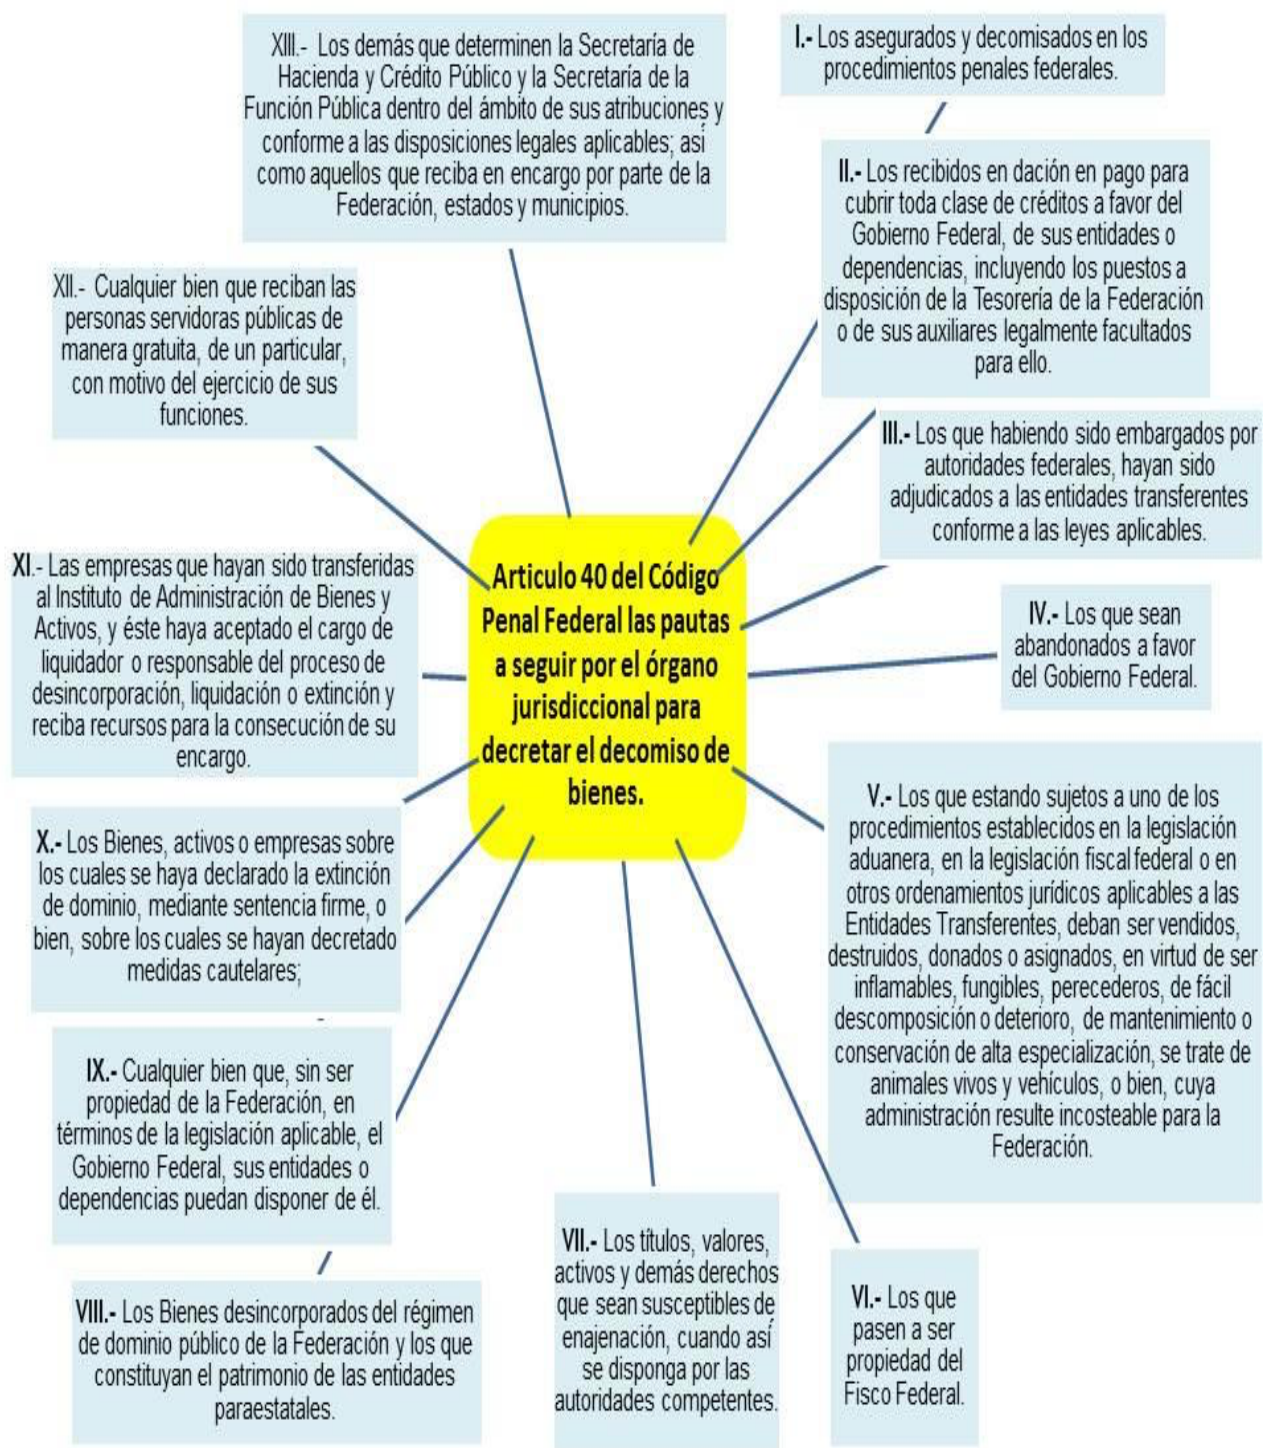 XIII.- Los demás que determinen la Secretaría de
Hacienda y Crédito Público y la Secretaría de la
Función Pública dentro del ámbito de sus atribuciones y
conforme a las disposiciones legales aplicables; así
como aquellos que reciba en encargo por parte de la
Federación, estados y municipios.
I.- Los asegurados y decomisados en los
procedimientos penales federales.
II.- Los recibidos en dación en pago para
cubrir toda clase de créditos a favor del
Gobierno Federal, de sus entidades o
dependencias, incluyendo los puestos a
disposición de la Tesorería de la Federación
o de sus auxiliares legalmente facultados
para ello.
XII.- Cualquier bien que reciban las
personas servidoras públicas de
manera gratuita, de un particular,
con motivo del ejercicio de sus
funciones.
III.- Los que habiendo sido embargados por
autoridades federales, hayan sido
adjudicados a las entidades transferentes
conforme a las leyes aplicables.
Articulo 40 del Código
Penal Federal las pautas
a seguir por el órgano
jurisdiccional para
decretar el decomiso de
bienes.
XI.- Las empresas que hayan sido transferidas
al Instituto de Administración de Bienes y
Activos, y éste haya aceptado el cargo de
liquidador o responsable del proceso de
desincorporación, liquidación o extinción y
reciba recursos para la consecución de su
encargo.
IV.- Los que sean
abandonados a favor
del Gobierno Federal.
V.- Los que estando sujetos a uno de los
procedimientos establecidos en la legislación
aduanera, en la legislación fiscal federal o en
otros ordenamientos jurídicos aplicables a las
Entidades Transferentes, deban ser vendidos,
destruidos, donados o asignados, en virtud de ser
inflamables, fungibles, perecederos, de fácil
descomposición o deterioro, de mantenimiento o
conservación de alta especialización, se trate de
animales vivos y vehículos, o bien, cuya
administración resulte incosteable para la
Federación.
X.- Los Bienes, activos o empresas sobre
los cuales se haya declarado la extinción
de dominio, mediante sentencia firme, o
bien, sobre los cuales se hayan decretado
medidas cautelares;
IX.- Cualquier bien que, sin ser
propiedad de la Federación, en
términos de la legislación aplicable, el
Gobierno Federal, sus entidades o
dependencias puedan disponer de él.
VIII.- Los Bienes desincorporados del régimen
de dominio público de la Federación y los que
constituyan el patrimonio de las entidades
paraestatales.
VII.- Los títulos, valores,
activos y demás derechos
que sean susceptibles de
enajenación, cuando así
se disponga por las
autoridades competentes.
VI.- Los que
pasen a ser
propiedad del
Fisco Federal.